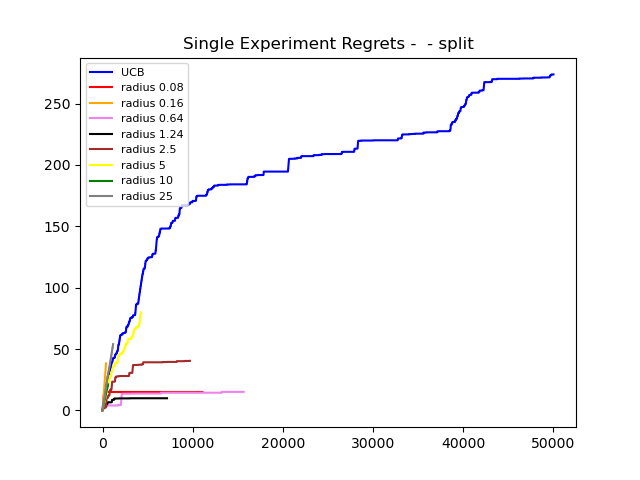 Single Experiment Regrets -  - split
UCB
radius 0.08
radius 0.16
radius 0.64
radius 1.24
radius 2.5
radius 5
radius 10
radius 25
250
200
150
100
50
0
0 10000 20000 30000 40000 50000